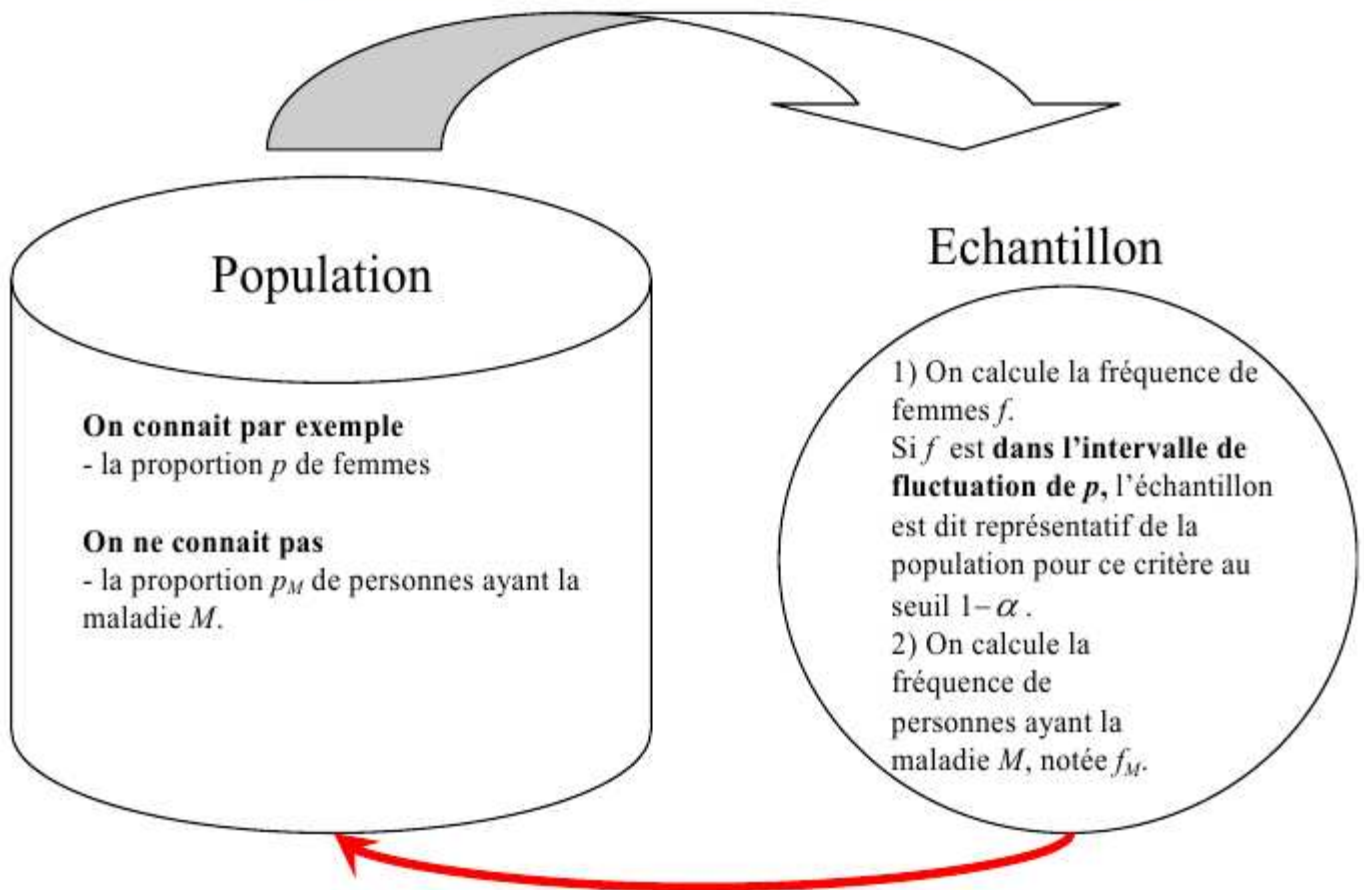 Population
On connait par exemple
- la proportion p de femmes
On ne connait pas
- la proportion pM de personnes ayant la
maladie M.
Echantillon
1) On calcule la fréquence de
femmes f.
Si f est dans l'intervalle de
fluctuation de p, l'échantillon
est dit représentatif de la
population pour ce critère au
seuil 1−α .
2) On calcule la
fréquence de
personnes ayant la
maladie M, notée fM.